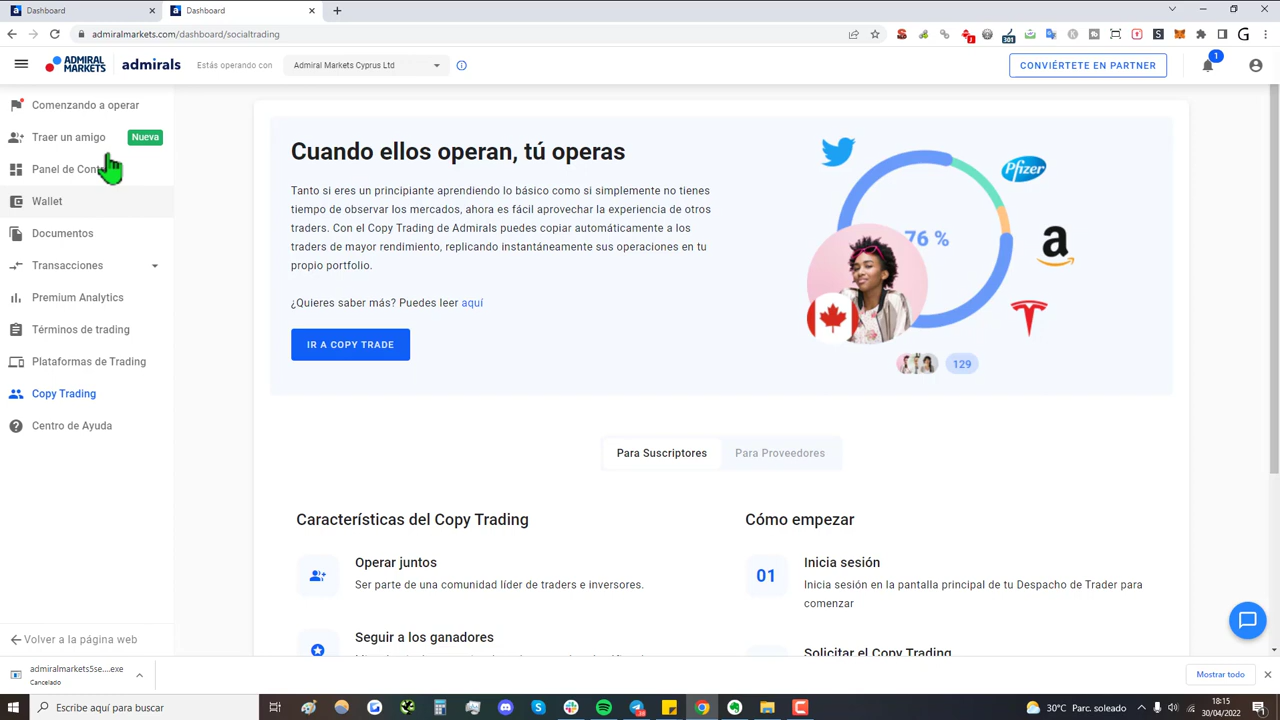 Dashboard
Dashboard
admiralmarkets.com/dashboard/socialtrading
301
ADMIRAL MARKETS
admirals
Estás operando con
Admiral Markets Cyprus Ltd
CONVIÉRTETE EN PARTNER
1
Comenzando a operar
Traer un amigo
Nueva
Panel de Con
Wallet
Documentos
Transacciones
Premium Analytics
Términos de trading
Plataformas de Trading
Copy Trading
Centro de Ayuda
Volver a la página web
Cuando ellos operan, tú operas
Tanto si eres un principiante aprendiendo lo básico como si simplemente no tienes
tiempo de observar los mercados, ahora es fácil aprovechar la experiencia de otros
traders. Con el Copy Trading de Admirals puedes copiar automáticamente a los
traders de mayor rendimiento, replicando instantáneamente sus operaciones en tu
propio portfolio.
¿Quieres saber más? Puedes leer aquí
IR A COPY TRADE
76 %
Pfizer
a
129
Para Suscriptores
Para Proveedores
Características del Copy Trading
Operar juntos
Ser parte de una comunidad líder de traders e inversores.
Seguir a los ganadores
Cómo empezar
01
Inicia sesión
Inicia sesión en la pantalla principal de tu Despacho de Trader para
comenzar
Solicitar el Copy Trading
admiralmarkets5se....exe
Cancelado
Mostrar todo
Escribe aquí para buscar
30°C Parc. soleado
18:15
30/04/2022